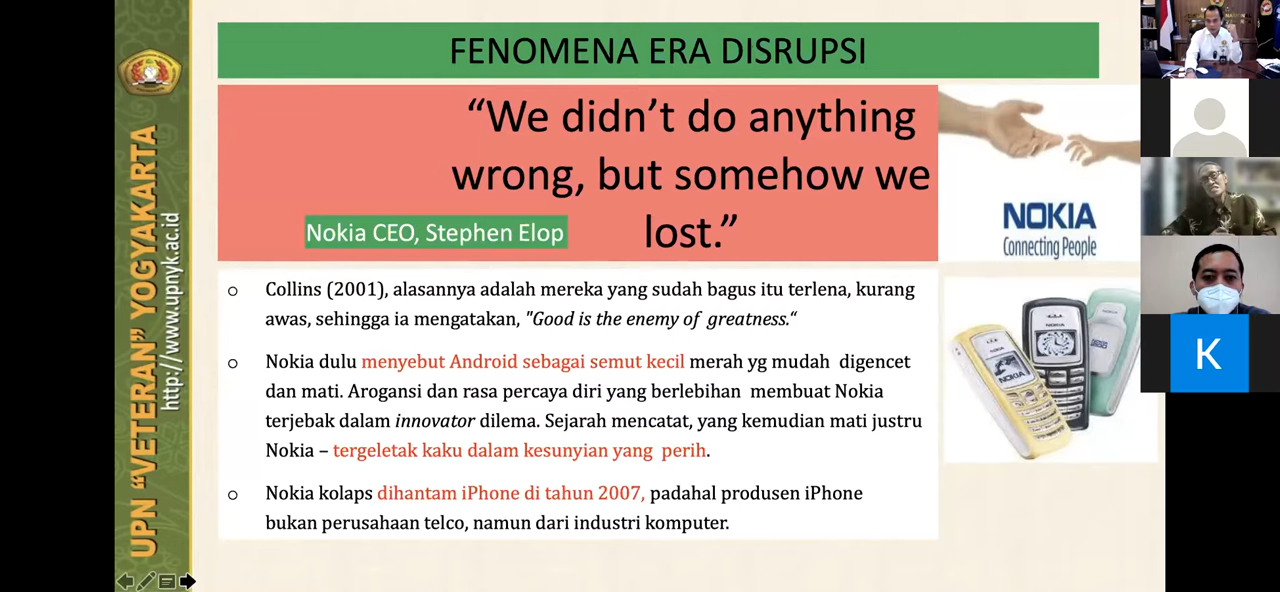 FENOMENA ERA DISRUPSI
“We didn’t do anything
wrong, but somehow we
lost.”
Nokia CEO, Stephen Elop
NOKIA
Connecting People
Collins (2001), alasannya adalah mereka yang sudah bagus itu terlena, kurang
awas, sehingga ia mengatakan, "Good is the enemy of greatness.“
Nokia dulu menyebut Android sebagai semut kecil merah yg mudah digencet
dan mati. Arogansi dan rasa percaya diri yang berlebihan membuat Nokia
terjebak dalam innovator dilema. Sejarah mencatat, yang kemudian mati justru
Nokia – tergeletak kaku dalam kesunyian yang perih.
Nokia kolaps dihantam iPhone di tahun 2007, padahal produsen iPhone
bukan perusahaan telco, namun dari industri komputer.
UPN “VETERAN” YOGYAKARTA
http://www.upnyk.ac.id
K
NOKIA
NOKIA